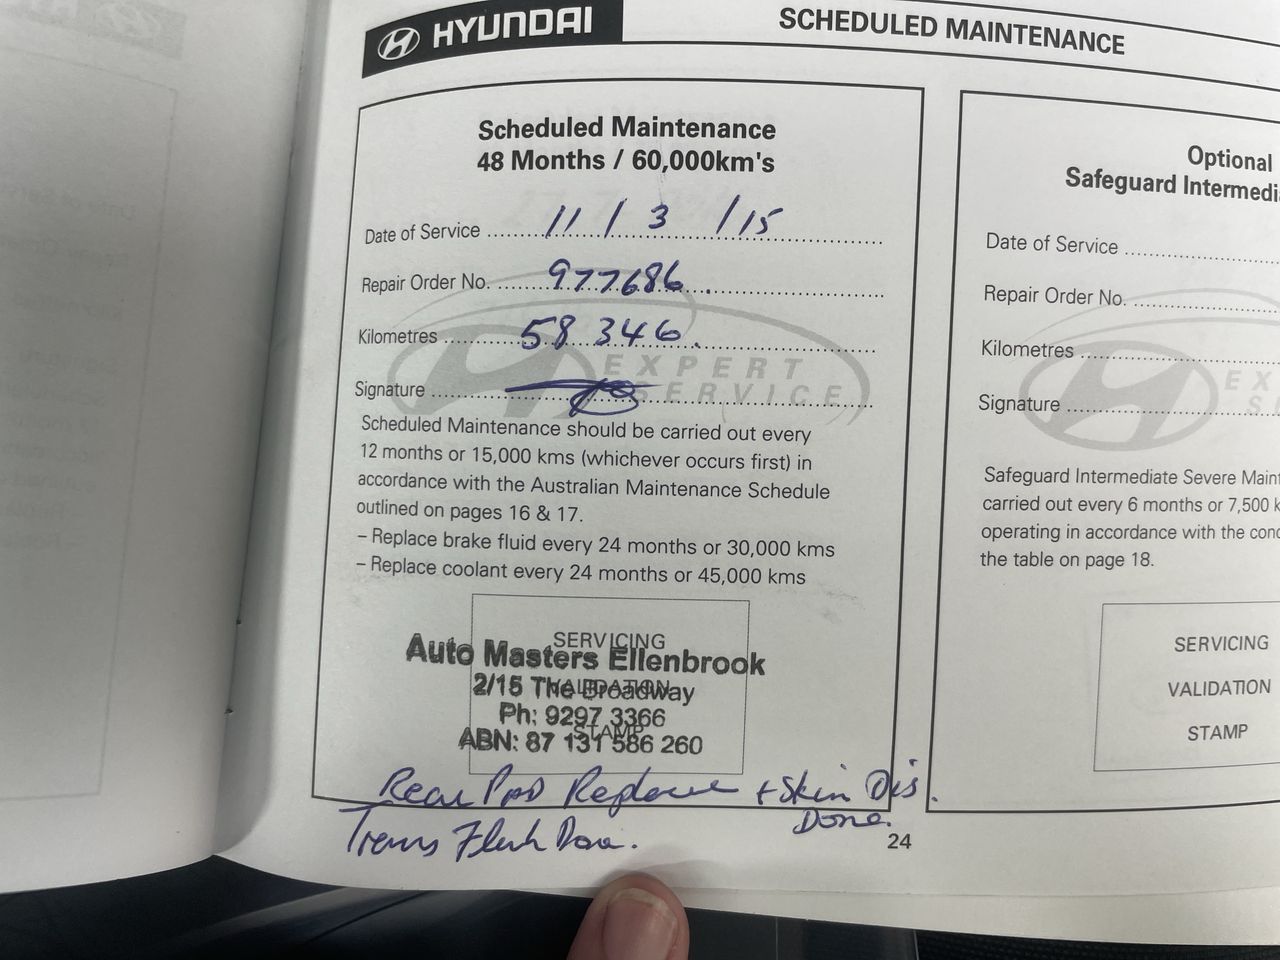 HYUNDAI
SCHEDULED MAINTENANCE
Scheduled Maintenance
48 Months / 60,000km's
Date of Service 11 / 3 / 15
Repair Order No. 977686
Kilometres 58 346
Signature
EXPERT
SERVICE
Scheduled Maintenance should be carried out every
12 months or 15,000 kms (whichever occurs first) in
accordance with the Australian Maintenance Schedule
outlined on pages 16 & 17.
– Replace brake fluid every 24 months or 30,000 kms
– Replace coolant every 24 months or 45,000 kms
SERVICING
VALIDATION
STAMP
Auto Masters Ellenbrook
2/15 The Broadway
Ph: 9297 3366
ABN: 87 131 586 260
Rear Pad Replace + Skin Dis.
Done.
Trans Flush Done.
24
Optional
Safeguard Intermedi
Date of Service
Repair Order No.
Kilometres
Signature
EX
S
Safeguard Intermediate Severe Maint
carried out every 6 months or 7,500 k
operating in accordance with the cond
the table on page 18.
SERVICING
VALIDATION
STAMP